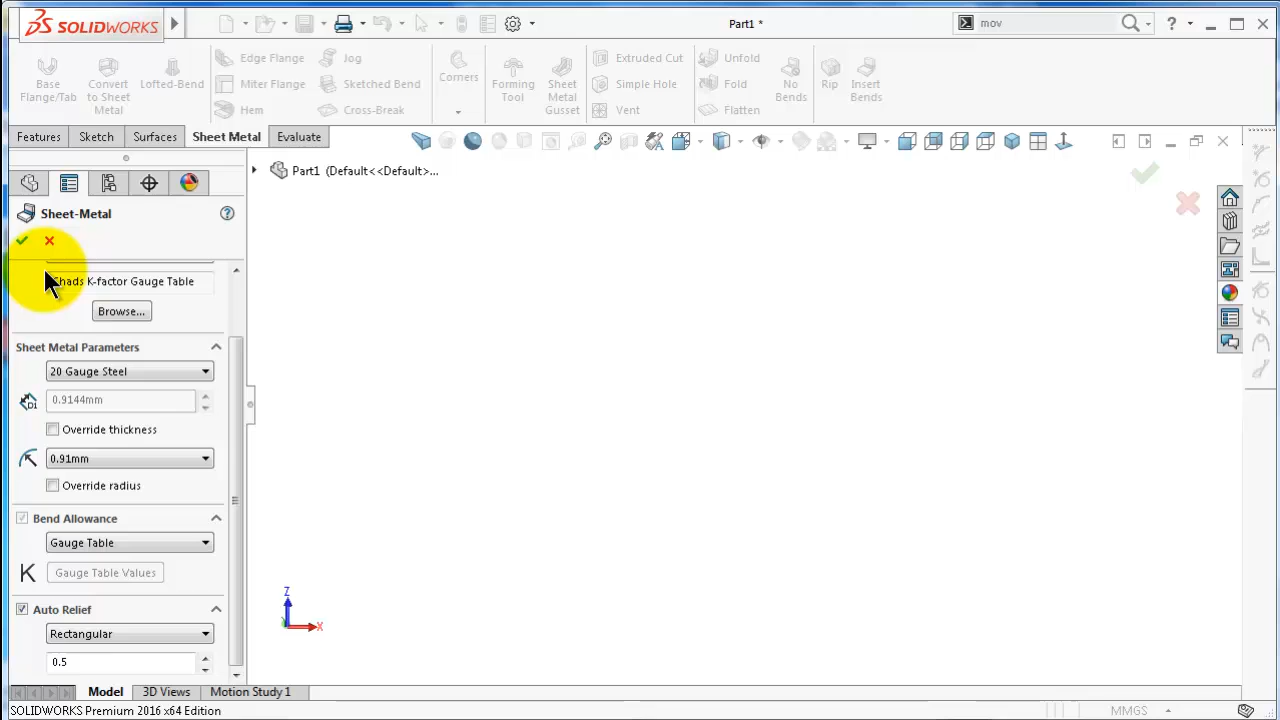 SOLIDWORKS
Part1 *
mov
?
Base Flange/Tab
Convert to Sheet Metal
Lofted-Bend
Edge Flange
Miter Flange
Hem
Jog
Sketched Bend
Cross-Break
Corners
Forming Tool
Sheet Metal Gusset
Extruded Cut
Simple Hole
Vent
Unfold
Fold
Flatten
No Bends
Rip
Insert Bends
Features
Sketch
Surfaces
Sheet Metal
Evaluate
Part1 (Default<<Default>...
Sheet-Metal
?
Chads K-factor Gauge Table
Browse...
Sheet Metal Parameters
20 Gauge Steel
D1
0.9144mm
Override thickness
0.91mm
Override radius
Bend Allowance
Gauge Table
K
Gauge Table Values
Auto Relief
Rectangular
0.5
Z
X
Model
3D Views
Motion Study 1
SOLIDWORKS Premium 2016 x64 Edition
MMGS